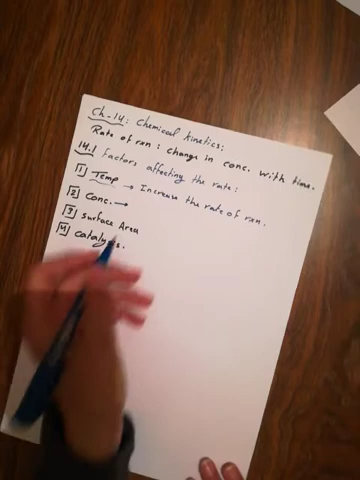 Ch-14: Chemical kinetics:
Rate of rxn: change in conc. with time.
14.1 Factors affecting the rate:
1 Temp → Increase the rate of rxn.
2 Conc. →
3 Surface Area
4 catalysis.